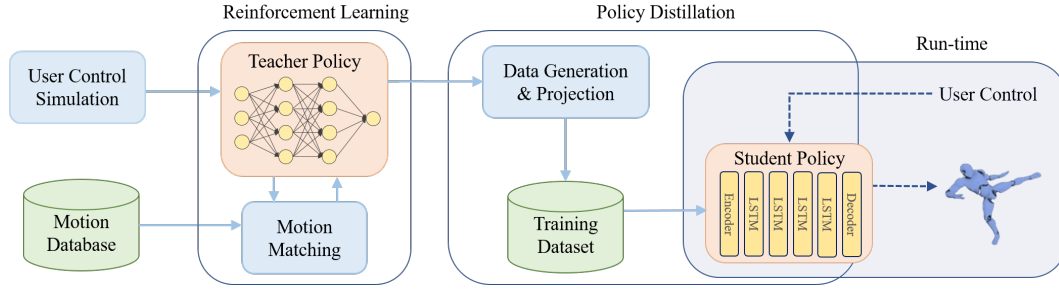 Reinforcement Learning
Policy Distillation
Run-time
User Control
Simulation
Teacher Policy
Data Generation
& Projection
User Control
Student Policy
Encoder
LSTM
LSTM
LSTM
LSTM
Decoder
Motion
Database
Motion
Matching
Training
Dataset